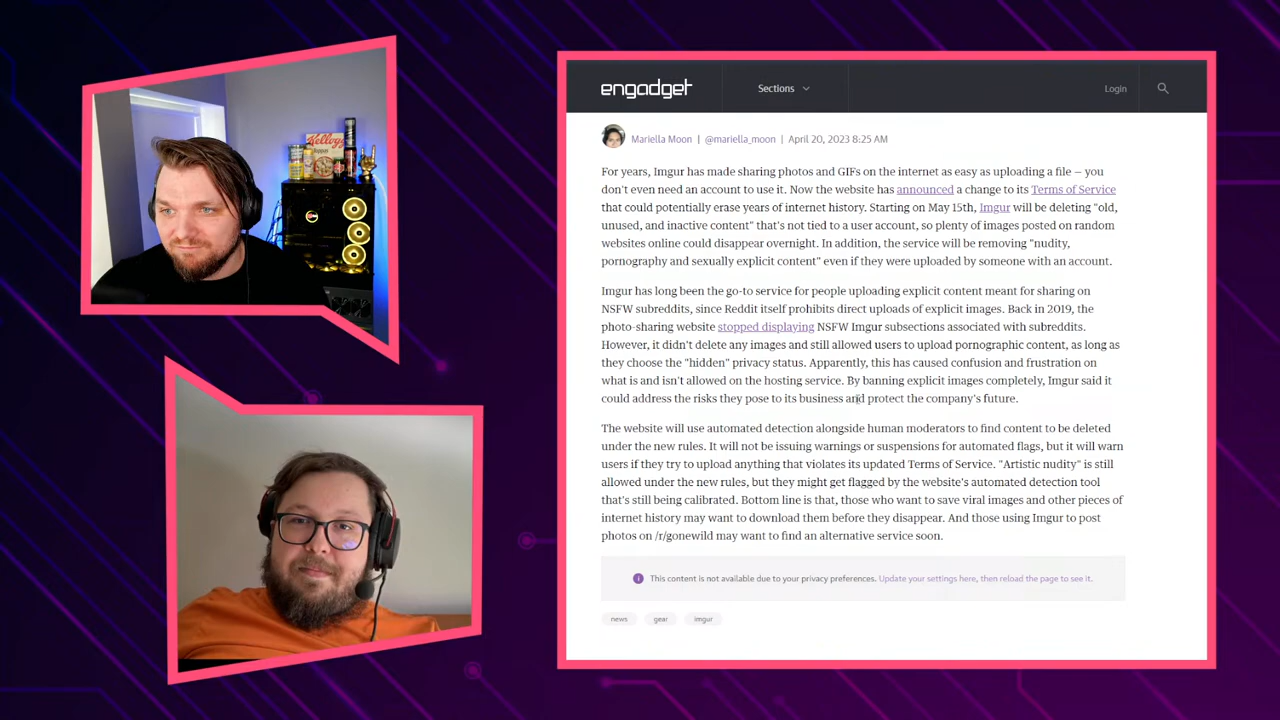 Kellogg's
engadget
Sections
Login
Mariella Moon | @mariella_moon | April 20, 2023 8:25 AM
For years, Imgur has made sharing photos and GIFs on the internet as easy as uploading a file — you
don't even need an account to use it. Now the website has announced a change to its Terms of Service
that could potentially erase years of internet history. Starting on May 15th, Imgur will be deleting "old,
unused, and inactive content" that's not tied to a user account, so plenty of images posted on random
websites online could disappear overnight. In addition, the service will be removing "nudity,
pornography and sexually explicit content" even if they were uploaded by someone with an account.
Imgur has long been the go-to service for people uploading explicit content meant for sharing on
NSFW subreddits, since Reddit itself prohibits direct uploads of explicit images. Back in 2019, the
photo-sharing website stopped displaying NSFW Imgur subsections associated with subreddits.
However, it didn't delete any images and still allowed users to upload pornographic content, as long as
they choose the "hidden" privacy status. Apparently, this has caused confusion and frustration on
what is and isn't allowed on the hosting service. By banning explicit images completely, Imgur said it
could address the risks they pose to its business and protect the company's future.
The website will use automated detection alongside human moderators to find content to be deleted
under the new rules. It will not be issuing warnings or suspensions for automated flags, but it will warn
users if they try to upload anything that violates its updated Terms of Service. "Artistic nudity" is still
allowed under the new rules, but they might get flagged by the website's automated detection tool
that's still being calibrated. Bottom line is that, those who want to save viral images and other pieces of
internet history may want to download them before they disappear. And those using Imgur to post
photos on /r/gonewild may want to find an alternative service soon.
This content is not available due to your privacy preferences. Update your settings here, then reload the page to see it.
news
gear
imgur